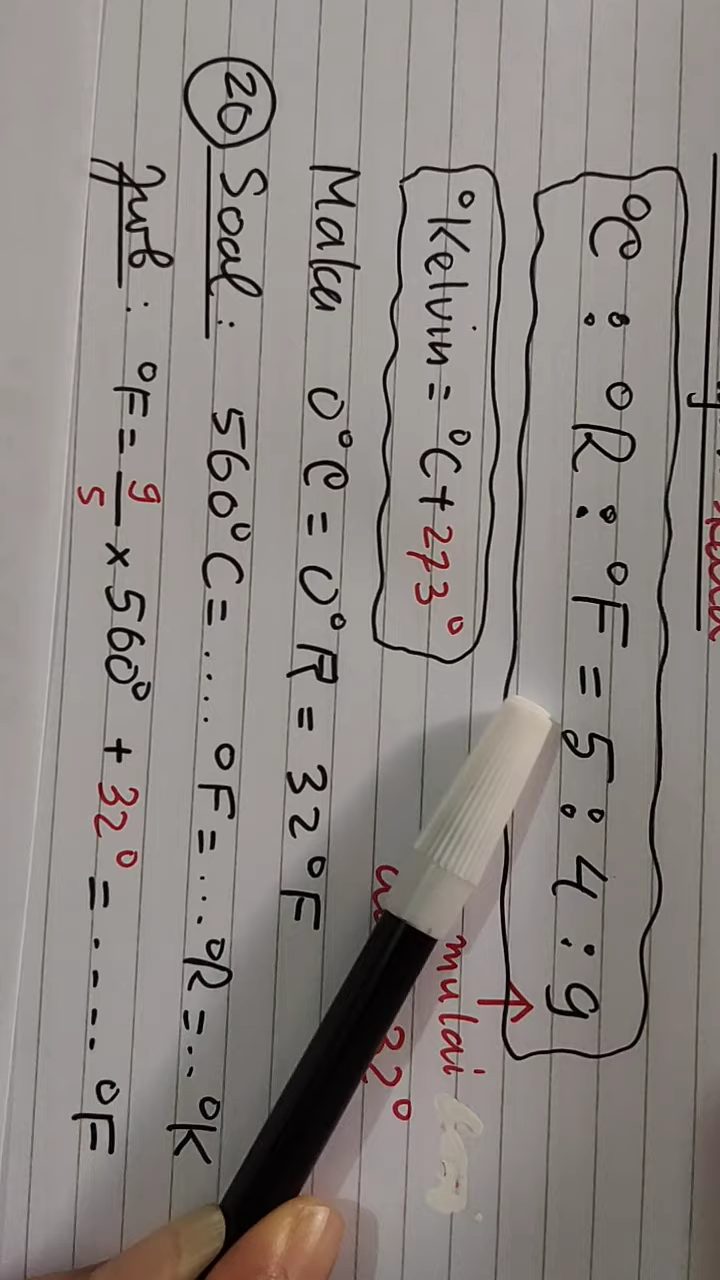 °C : °R : °F = 5 : 4 : 9
mulai
°Kelvin = °C + 273°
32°
Maka 0°C = 0°R = 32°F
20 Soal : 560°C = .... °F = ... °R = ... °K
Jwb : °F = 9/5 × 560° + 32° = ..... °F